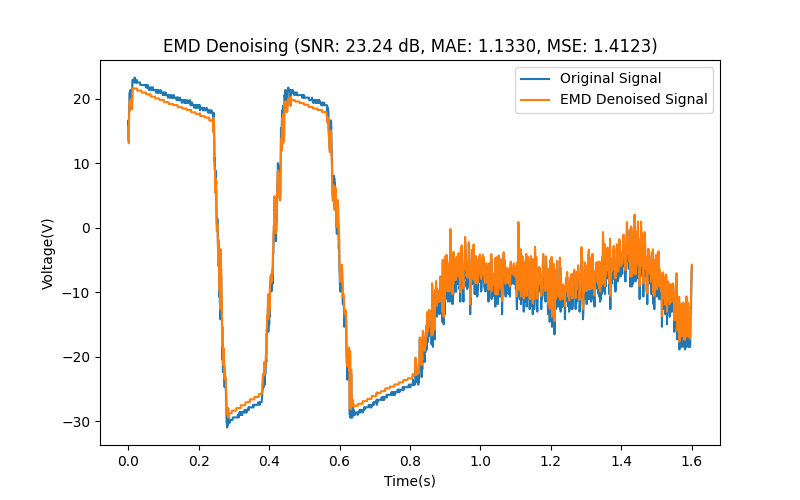 EMD Denoising (SNR: 23.24 dB, MAE: 1.1330, MSE: 1.4123)
Original Signal
EMD Denoised Signal
20
10
0
−10
−20
−30
Voltage(V)
0.0 0.2 0.4 0.6 0.8 1.0 1.2 1.4 1.6
Time(s)